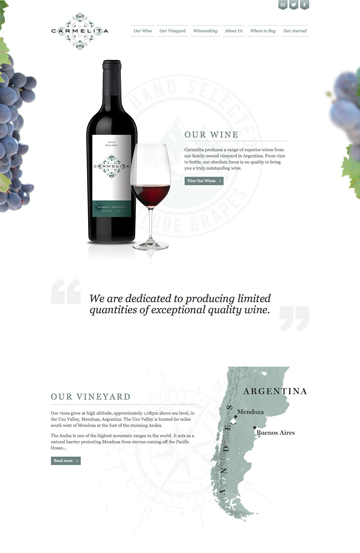 CARMELITA
Our Wine Our Vineyard Winemaking About Us Where to Buy Our Journal
HAND SELECTED
CARMELITA
OUR WINE
Carmelita produces a range of superior wines from
our family owned vineyard in Argentina. From vine
to bottle, our absolute focus is on quality to bring
you a truly outstanding wine.
View Our Wines
We are dedicated to producing limited
quantities of exceptional quality wine.
OUR VINEYARD
Our vines grow at high altitude, approximately above sea level, in
the Uco Valley, Mendoza, Argentina. The Uco Valley is located 60 miles
south west of Mendoza at the foot of the stunning Andes.
The Andes is one of the highest mountain ranges in the world. It acts as a
natural barrier protecting Mendoza from storms coming off the Pacific
Ocean...
Read more
ARGENTINA
Mendoza
Buenos Aires
ANDES